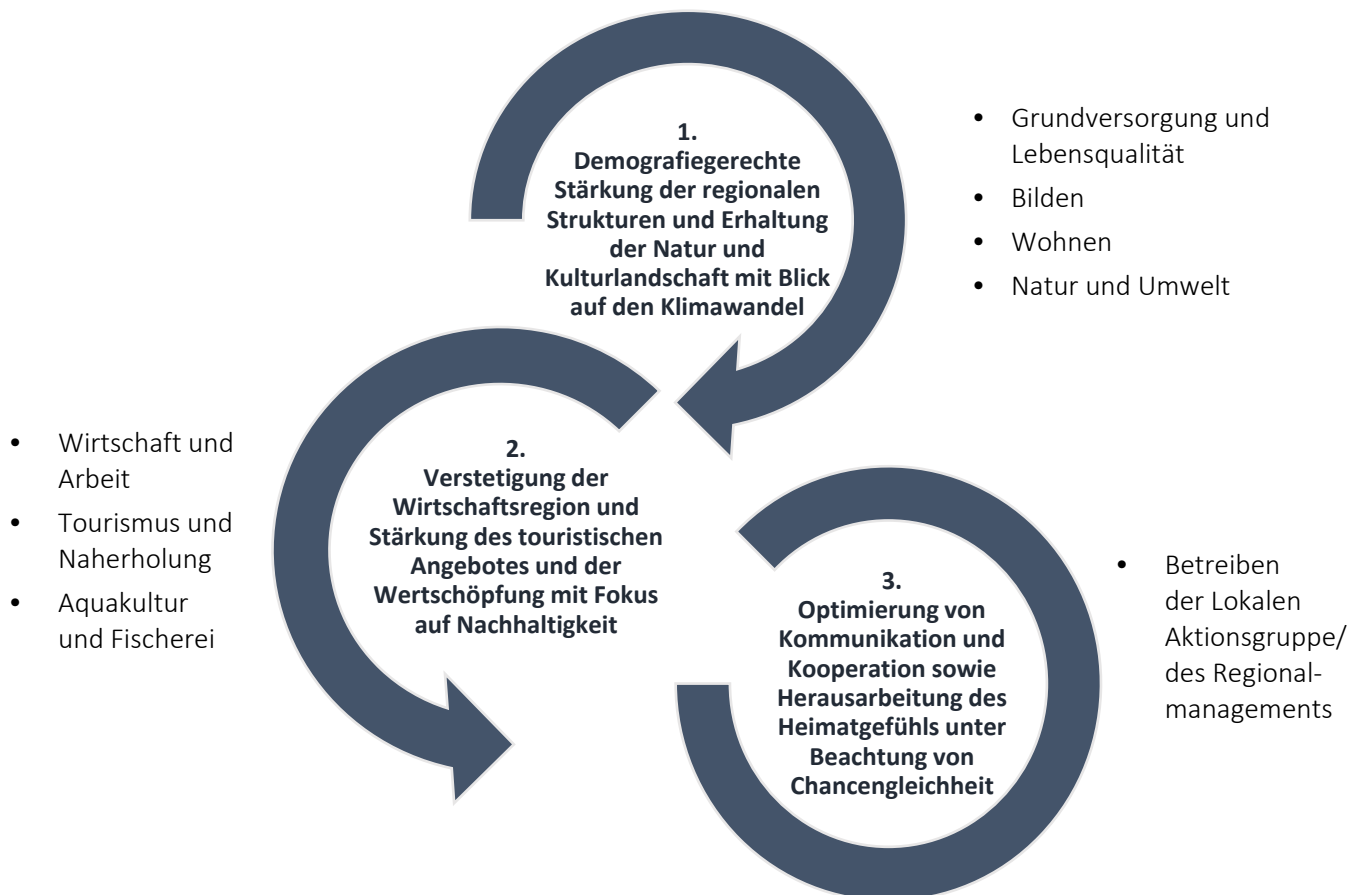 1.
Demografiegerechte
Stärkung der regionalen
Strukturen und Erhaltung
der Natur und
Kulturlandschaft mit Blick
auf den Klimawandel
• Grundversorgung und
Lebensqualität
• Bilden
• Wohnen
• Natur und Umwelt
• Wirtschaft und
Arbeit
• Tourismus und
Naherholung
• Aquakultur
und Fischerei
2.
Verstetigung der
Wirtschaftsregion und
Stärkung des touristischen
Angebotes und der
Wertschöpfung mit Fokus
auf Nachhaltigkeit
3.
Optimierung von
Kommunikation und
Kooperation sowie
Herausarbeitung des
Heimatgefühls unter
Beachtung von
Chancengleichheit
• Betreiben
der Lokalen
Aktionsgruppe/
des Regional-
managements